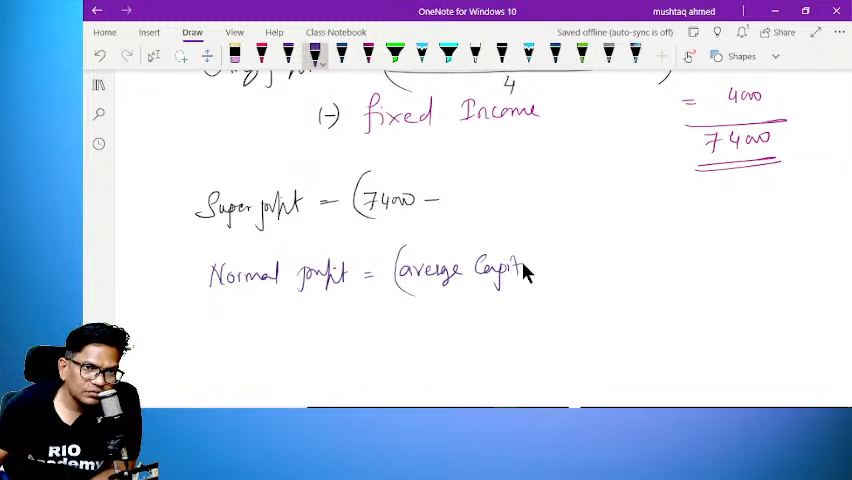 OneNote for Windows 10
mushtaq ahmed
Home Insert Draw View Help Class Notebook
Saved offline (auto-sync is off)
Share
Shapes
4
(-) fixed Income
= 400
7400
Super profit = (7400 -
Normal profit = (average Capit
RIO
Academy